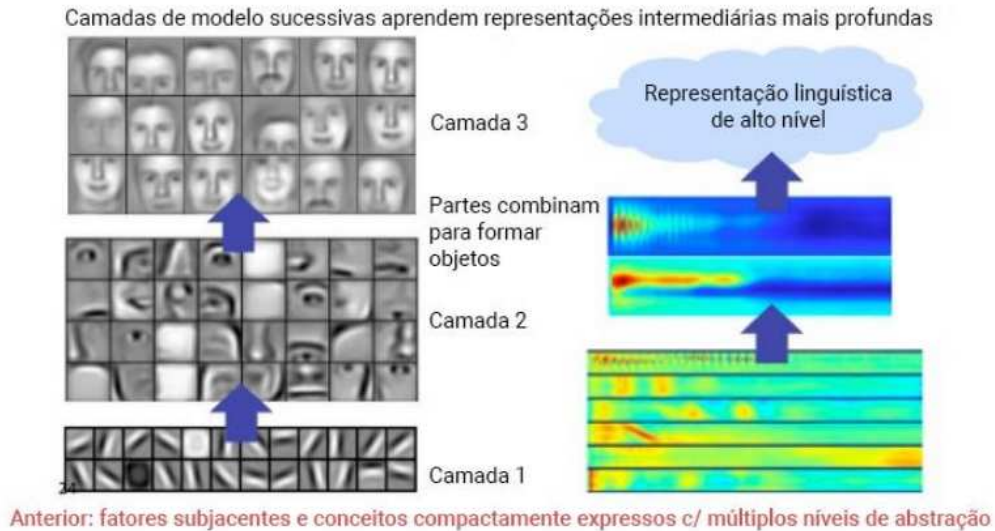 Camadas de modelo sucessivas aprendem representações intermediárias mais profundas
Camada 3
Representação linguística
de alto nível
Partes combinam
para formar
objetos
Camada 2
Camada 1
24
Anterior: fatores subjacentes e conceitos compactamente expressos c/ múltiplos níveis de abstração